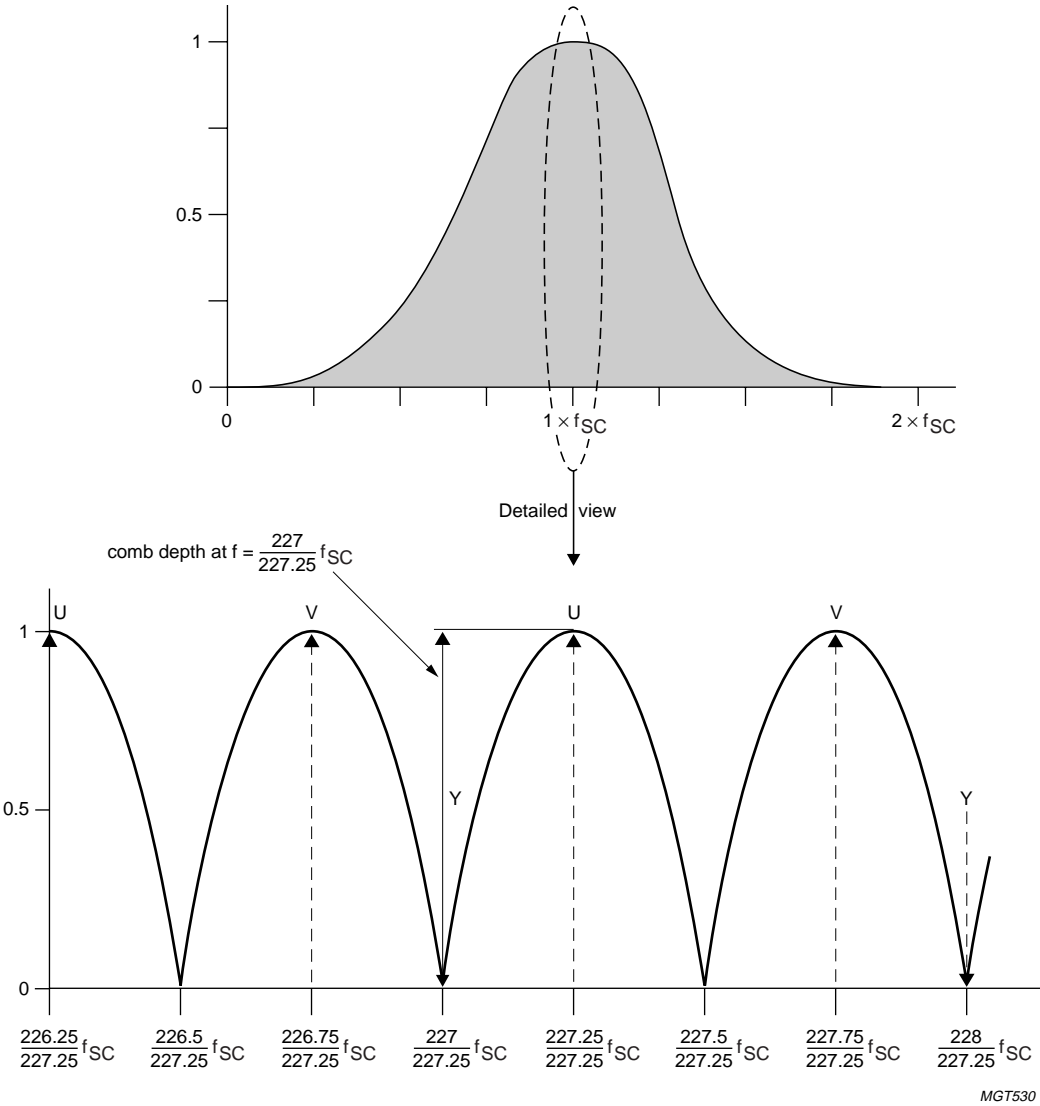 1
0.5
0
0
1 × fSC
2 × fSC
Detailed view
comb depth at f = 227/227.25 fSC
U
V
U
V
1
Y
Y
0.5
0
226.25/227.25 fSC
226.5/227.25 fSC
226.75/227.25 fSC
227/227.25 fSC
227.25/227.25 fSC
227.5/227.25 fSC
227.75/227.25 fSC
228/227.25 fSC
MGT530